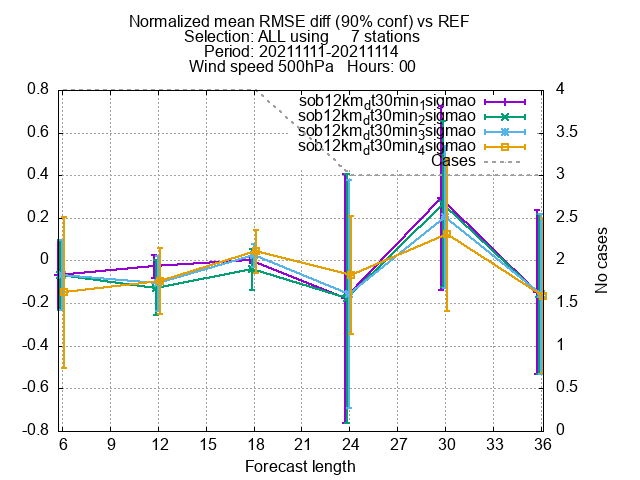 Normalized mean RMSE diff (90% conf) vs REF
Selection: ALL using 7 stations
Period: 20211111-20211114
Wind speed 500hPa Hours: 00
sob12km_dt30min_1sigmao
sob12km_dt30min_2sigmao
sob12km_dt30min_3sigmao
sob12km_dt30min_4sigmao
Cases
0.8
0.6
0.4
0.2
0
-0.2
-0.4
-0.6
-0.8
4
3.5
3
2.5
2
1.5
1
0.5
0
No cases
6 9 12 15 18 21 24 27 30 33 36
Forecast length